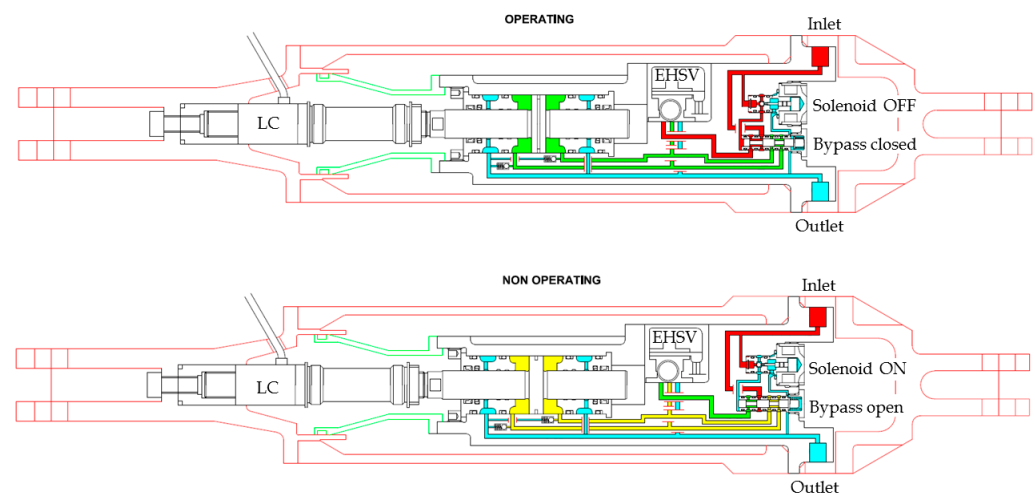 OPERATING
Inlet
EHSV
Solenoid OFF
LC
Bypass closed
Outlet
NON OPERATING
Inlet
EHSV
Solenoid ON
LC
Bypass open
Outlet